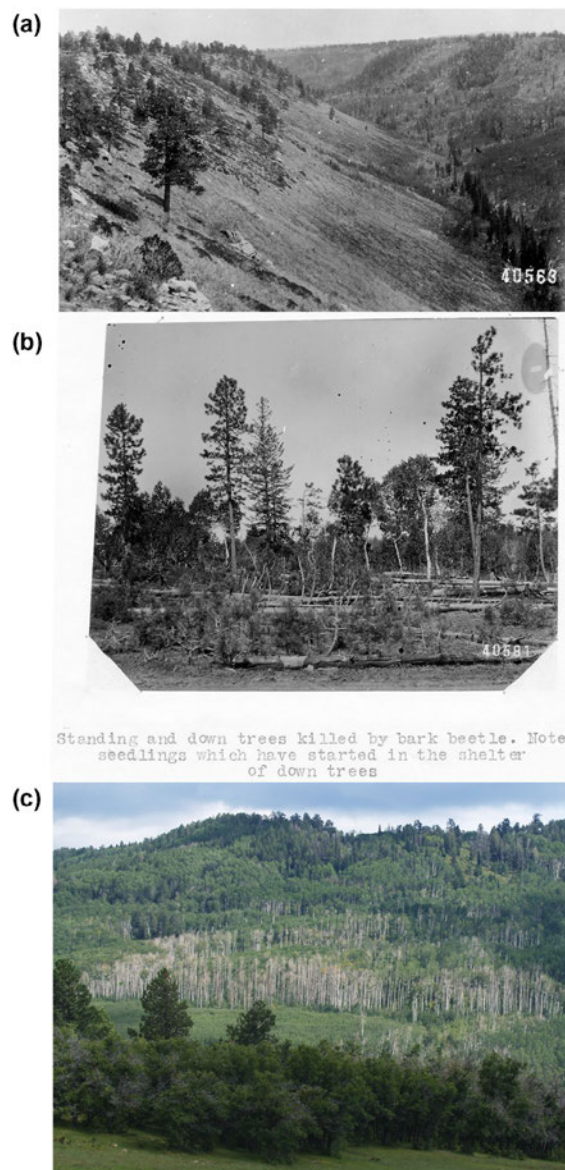 (a)
40563
(b)
40581
Standing and down trees killed by bark beetle. Note
seedlings which have started in the shelter
of down trees
(c)